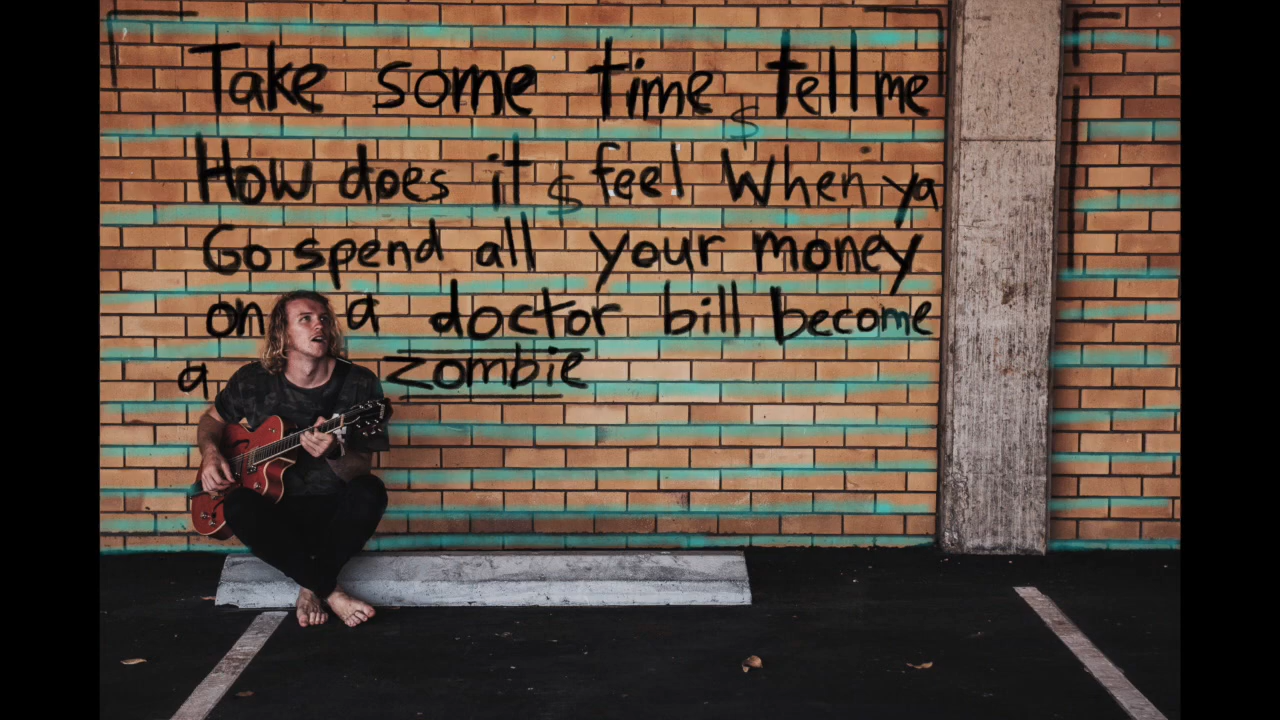 Take some time $ tell me
How does it $ feel When ya
Go spend all your money
on a doctor bill become
a zombie